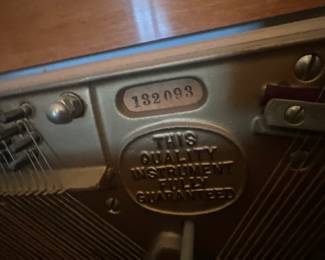 132093
THIS
QUALITY
INSTRUMENT
FULLY
GUARANTEED